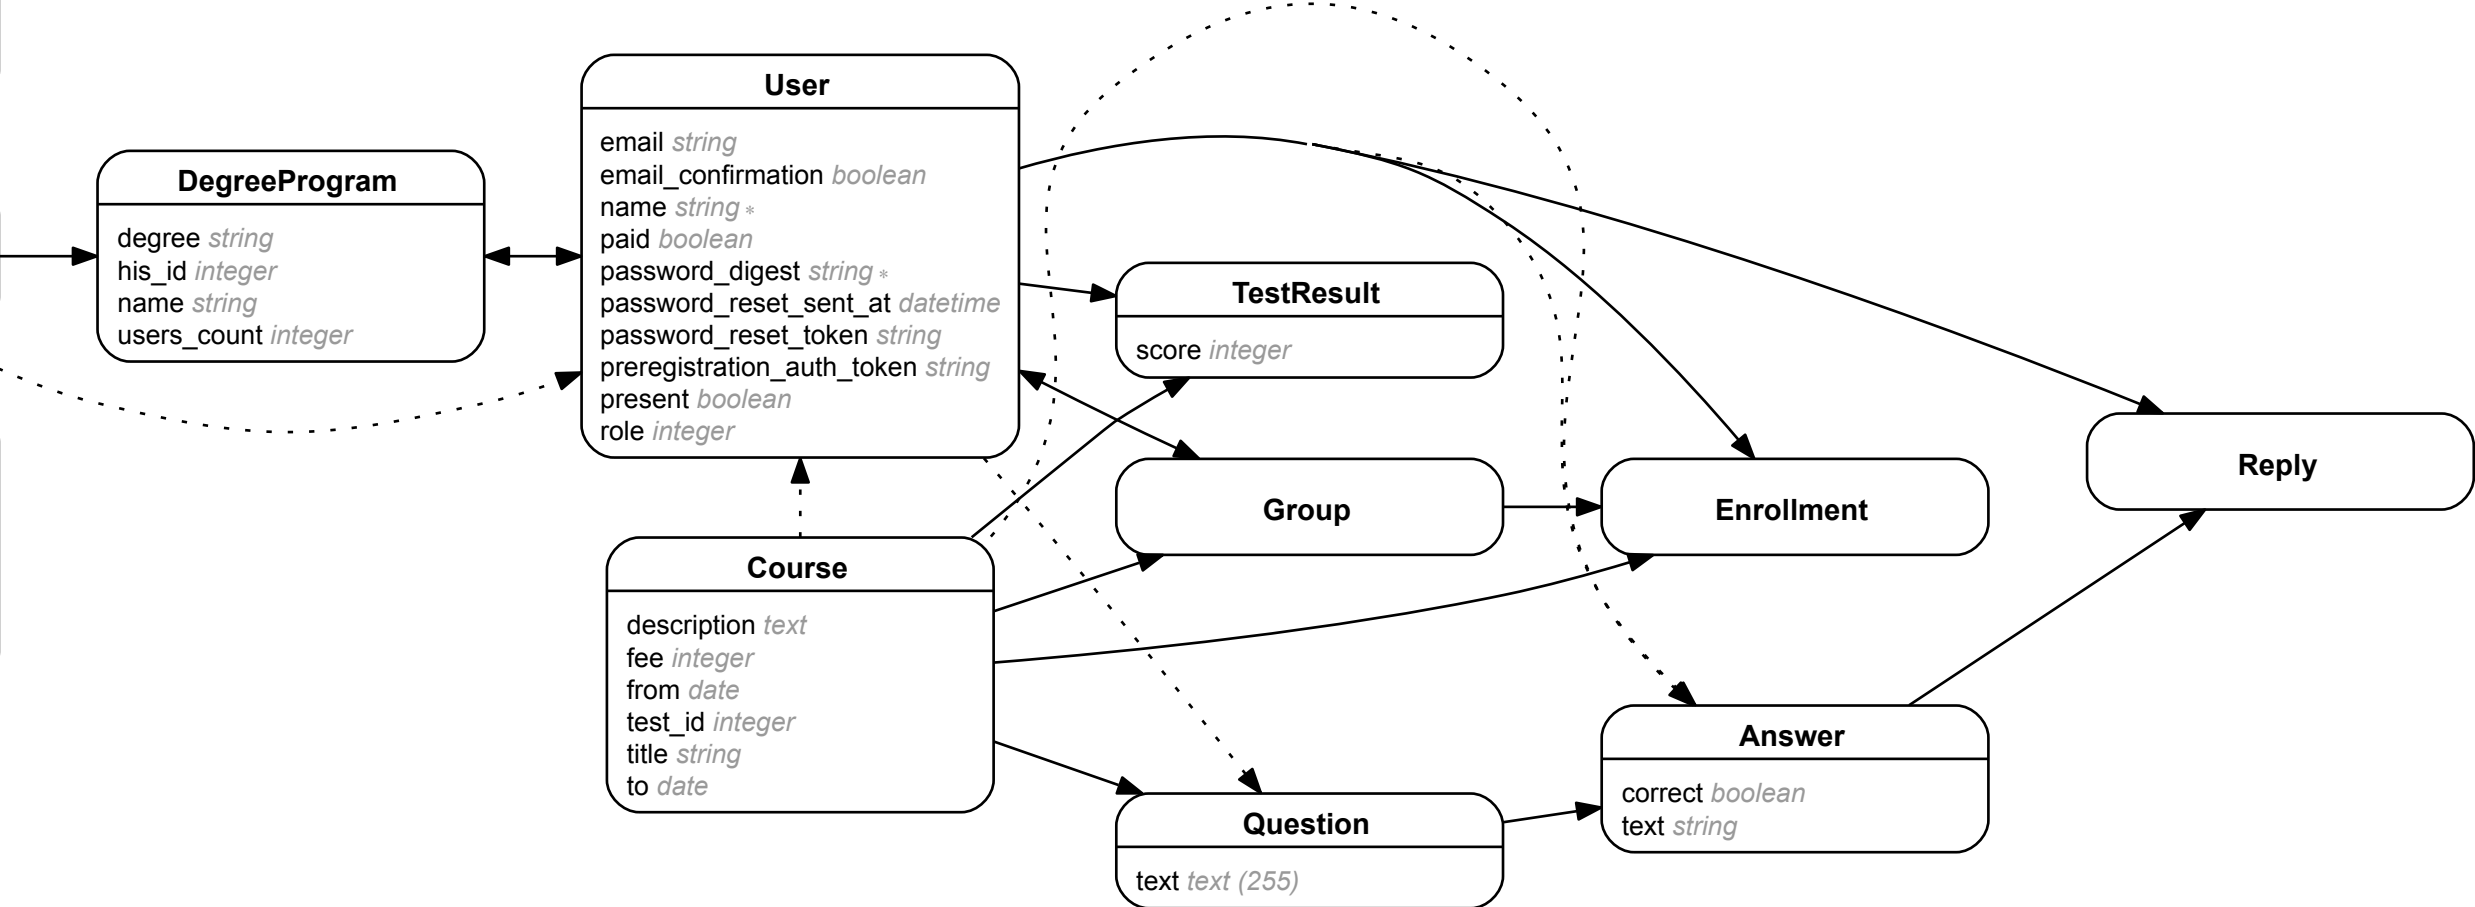 DegreeProgram
degree string
his_id integer
name string
users_count integer
User
email string
email_confirmation boolean
name string *
paid boolean
password_digest string *
password_reset_sent_at datetime
password_reset_token string
preregistration_auth_token string
present boolean
role integer
Course
description text
fee integer
from date
test_id integer
title string
to date
TestResult
score integer
Group
Question
text text (255)
Enrollment
Answer
correct boolean
text string
Reply